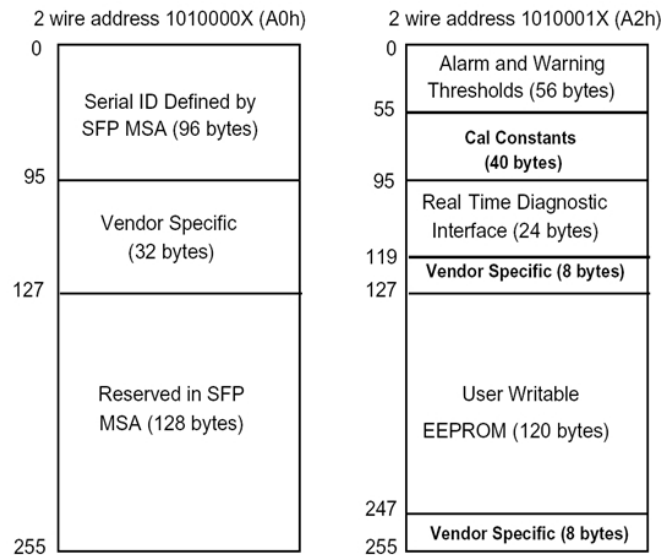 2 wire address 1010000X (A0h)
0
Serial ID Defined by
SFP MSA (96 bytes)
95
Vendor Specific
(32 bytes)
127
Reserved in SFP
MSA (128 bytes)
255
2 wire address 1010001X (A2h)
0
Alarm and Warning
Thresholds (56 bytes)
55
Cal Constants
(40 bytes)
95
Real Time Diagnostic
Interface (24 bytes)
119
Vendor Specific (8 bytes)
127
User Writable
EEPROM (120 bytes)
247
Vendor Specific (8 bytes)
255